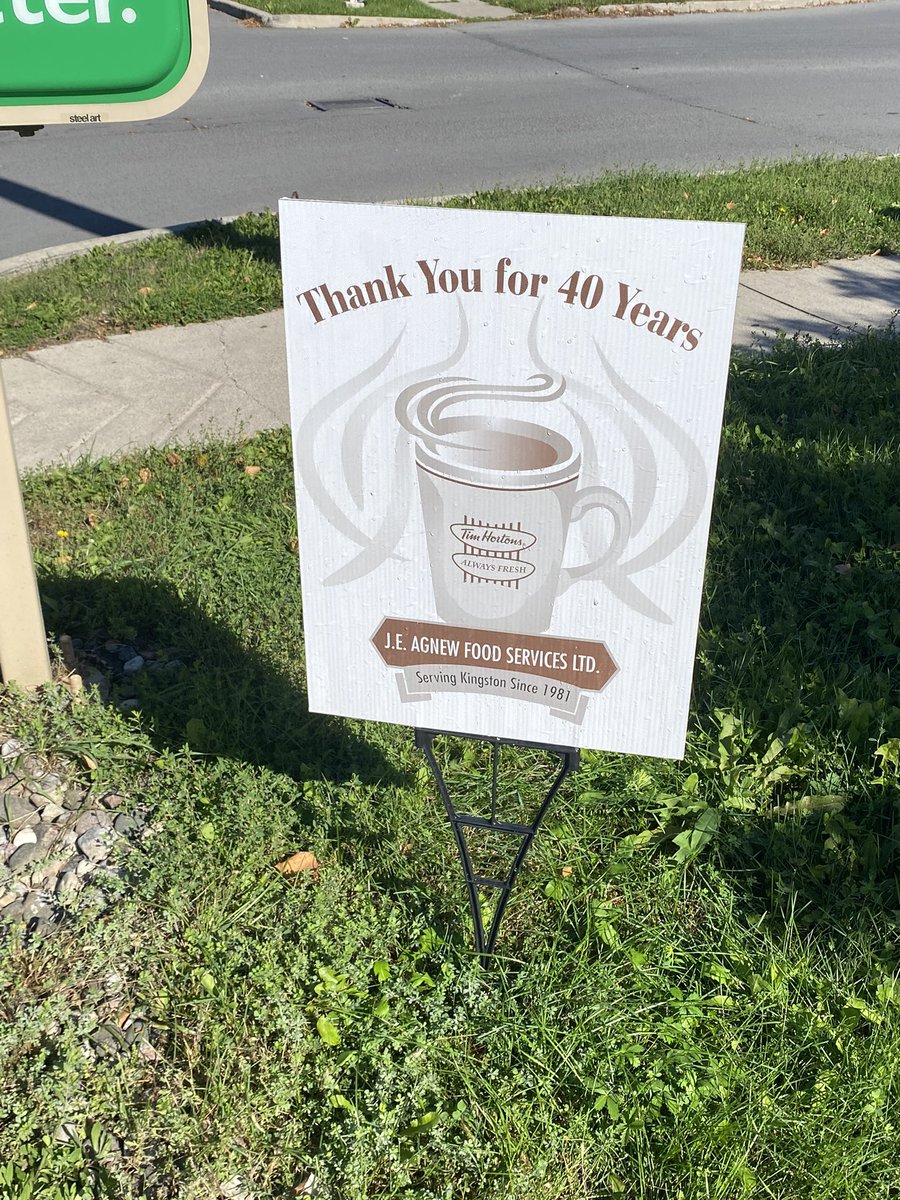 ter.
steel art
Thank You for 40 Years
Tim Hortons
ALWAYS FRESH
J.E. AGNEW FOOD SERVICES LTD.
Serving Kingston Since 1981